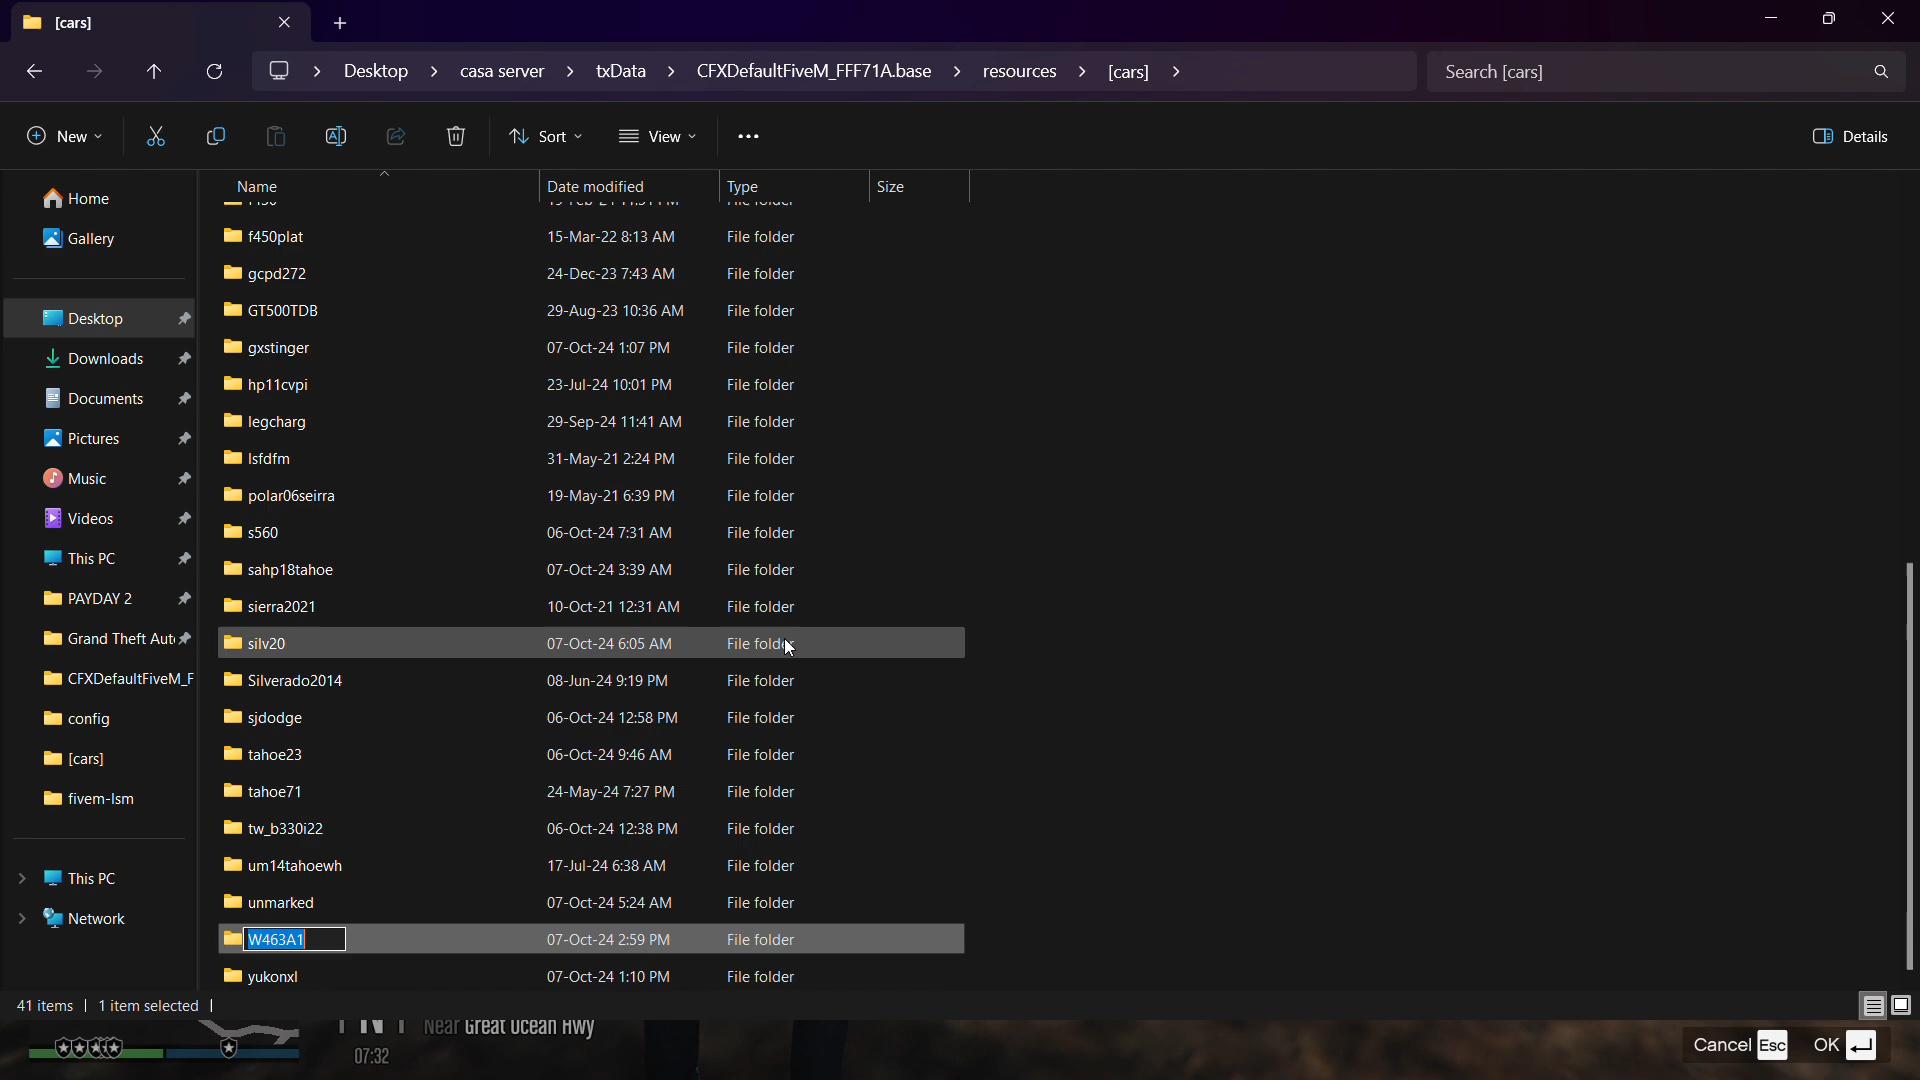 [cars]
Desktop > casa server > txData > CFXDefaultFiveM_FFF71A.base > resources > [cars] >
Search [cars]
New
Sort
View
Details
Name Date modified Type Size
Home
Gallery
Desktop
Downloads
Documents
Pictures
Music
Videos
This PC
PAYDAY 2
Grand Theft Aut
CFXDefaultFiveM_F
config
[cars]
fivem-lsm
This PC
Network
f450plat 15-Mar-22 8:13 AM File folder
gcpd272 24-Dec-23 7:43 AM File folder
GT500TDB 29-Aug-23 10:36 AM File folder
gxstinger 07-Oct-24 1:07 PM File folder
hp11cvpi 23-Jul-24 10:01 PM File folder
legcharg 29-Sep-24 11:41 AM File folder
lsfdfm 31-May-21 2:24 PM File folder
polar06seirra 19-May-21 6:39 PM File folder
s560 06-Oct-24 7:31 AM File folder
sahp18tahoe 07-Oct-24 3:39 AM File folder
sierra2021 10-Oct-21 12:31 AM File folder
silv20 07-Oct-24 6:05 AM File folder
Silverado2014 08-Jun-24 9:19 PM File folder
sjdodge 06-Oct-24 12:58 PM File folder
tahoe23 06-Oct-24 9:46 AM File folder
tahoe71 24-May-24 7:27 PM File folder
tw_b330i22 06-Oct-24 12:38 PM File folder
um14tahoewh 17-Jul-24 6:38 AM File folder
unmarked 07-Oct-24 5:24 AM File folder
W463A1 07-Oct-24 2:59 PM File folder
yukonxl 07-Oct-24 1:10 PM File folder
41 items | 1 item selected |
Near Great Ocean Hwy
07:32
Cancel Esc OK